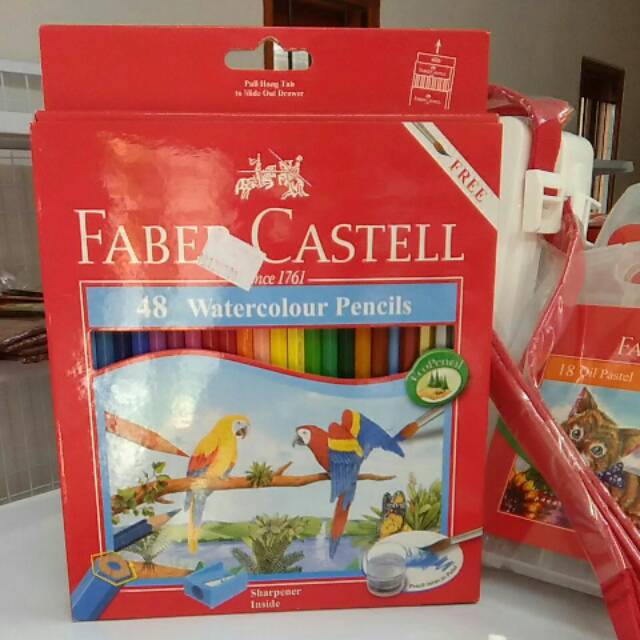 Pull Hang Tab
to Slide Out Drawer
FREE
FABER CASTELL
Since 1761
48 Watercolour Pencils
EcoPencil
Sharpener
Inside
FA
18 Oil Pastel